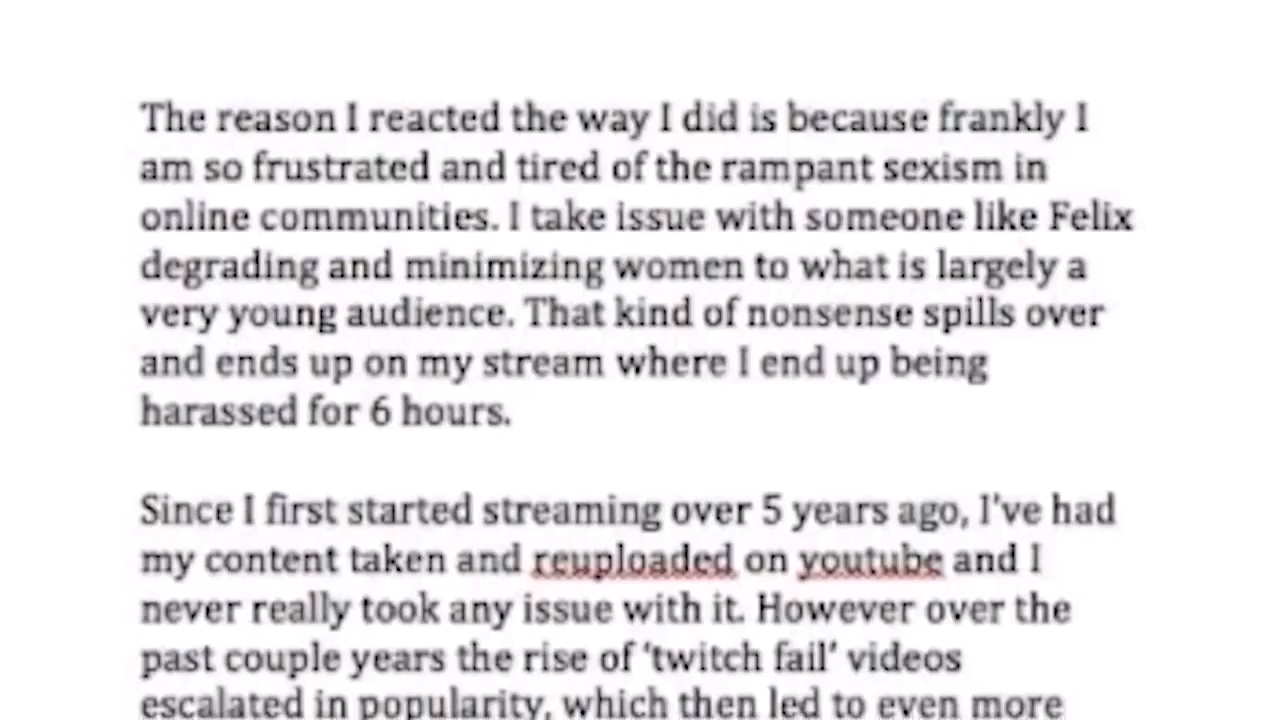 The reason I reacted the way I did is because frankly I
am so frustrated and tired of the rampant sexism in
online communities. I take issue with someone like Felix
degrading and minimizing women to what is largely a
very young audience. That kind of nonsense spills over
and ends up on my stream where I end up being
harassed for 6 hours.
Since I first started streaming over 5 years ago, I've had
my content taken and reuploaded on youtube and I
never really took any issue with it. However over the
past couple years the rise of 'twitch fail' videos
escalated in popularity, which then led to even more